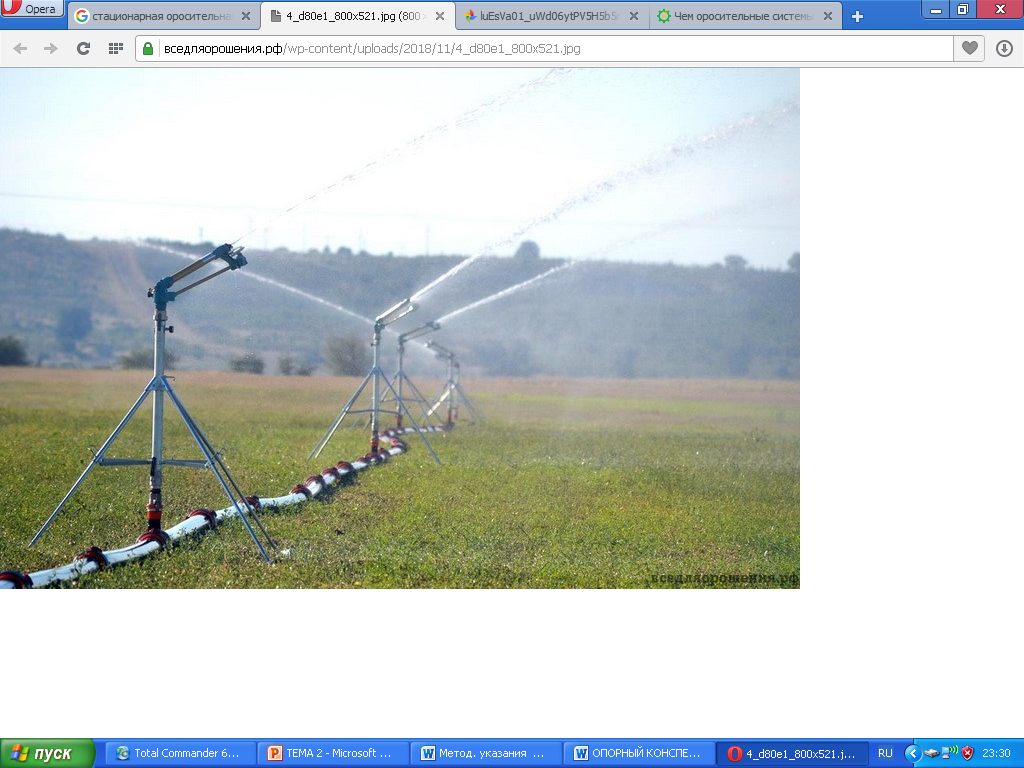 Opera
стационарная оросительна
4_d80e1_800x521.jpg (800×
luEsVa01_uWd06ytPV5H5b5
Чем оросительные системы
вседляорошения.рф/wp-content/uploads/2018/11/4_d80e1_800x521.jpg
вседляорошения.рф
пуск
Total Commander 6...
ТЕМА 2 - Microsoft ...
Метод. указания ...
ОПОРНЫЙ КОНСПЕ...
4_d80e1_800x521.j...
RU
23:30